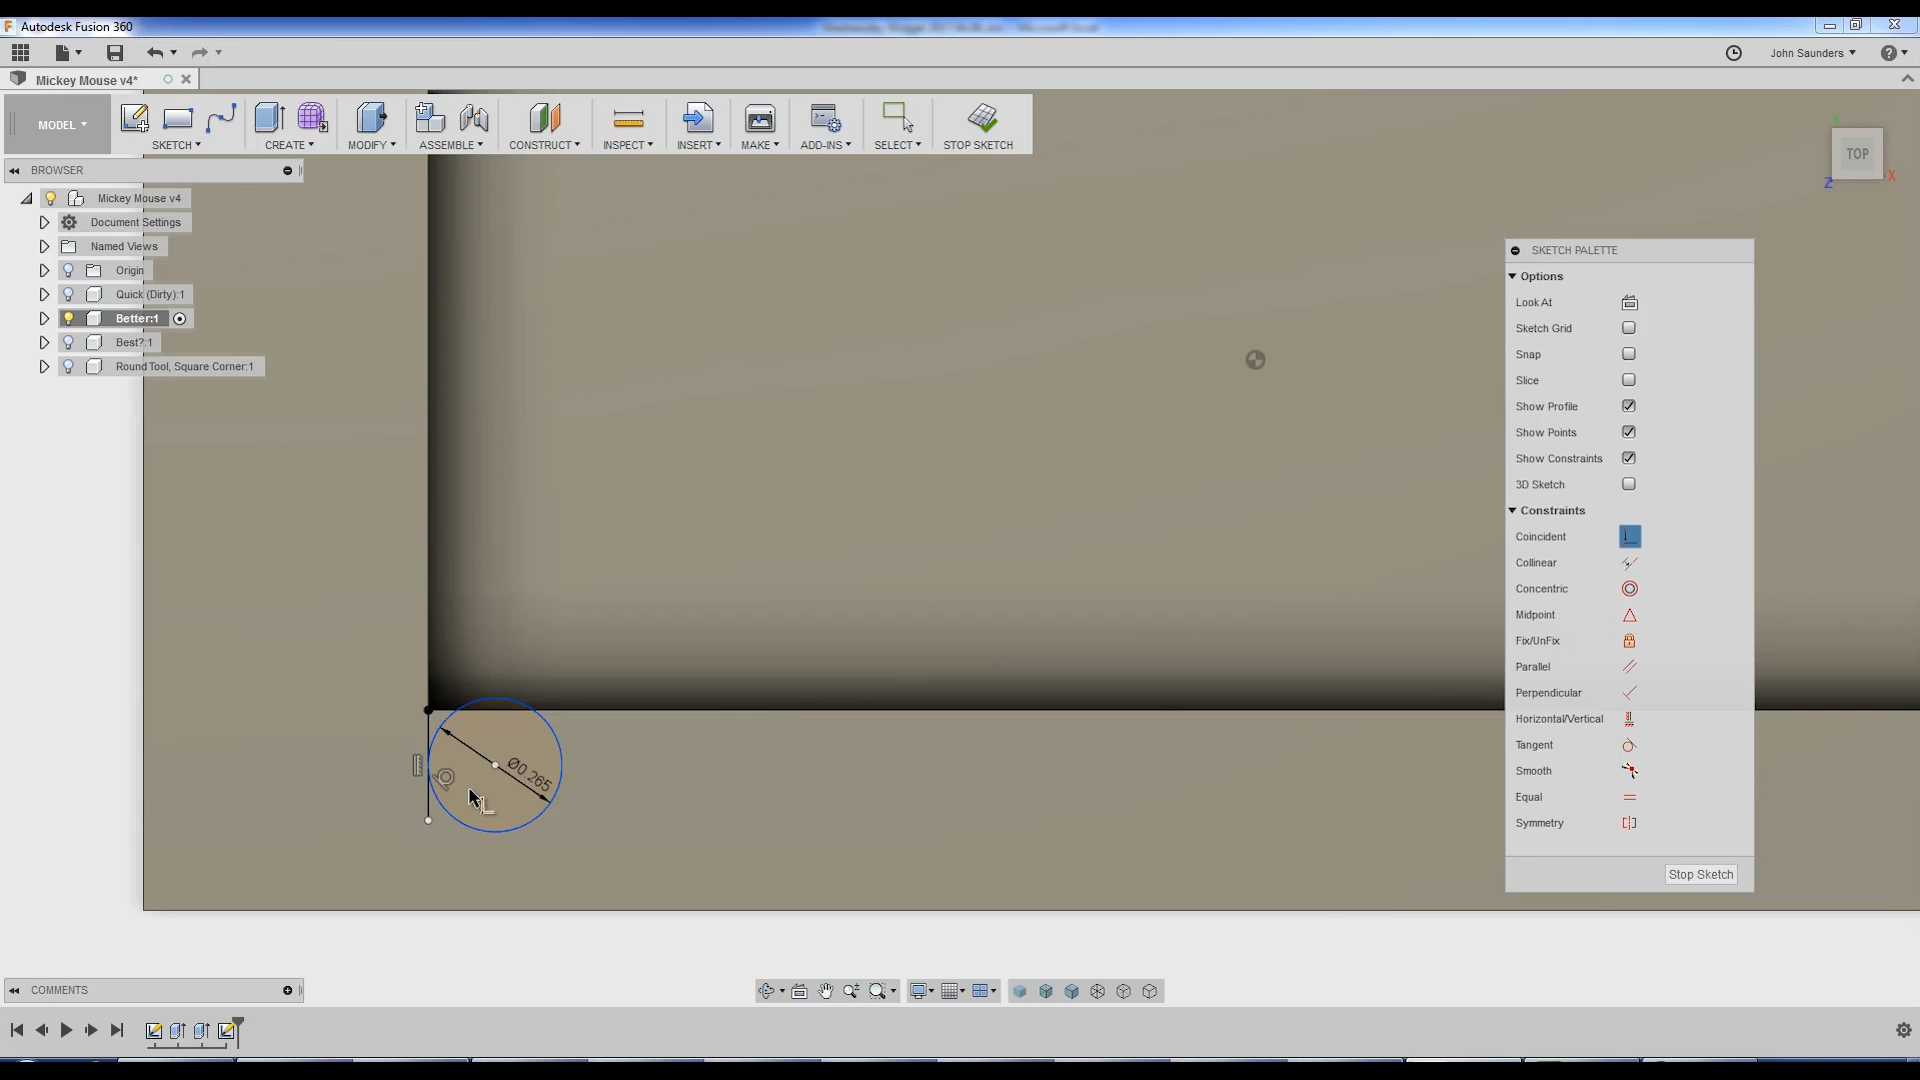 Autodesk Fusion 360
John Saunders
Mickey Mouse v4*
MODEL
SKETCH
CREATE
MODIFY
ASSEMBLE
CONSTRUCT
INSPECT
INSERT
MAKE
ADD-INS
SELECT
STOP SKETCH
TOP
X
Y
Z
BROWSER
Mickey Mouse v4
Document Settings
Named Views
Origin
Quick (Dirty):1
Better:1
Best?:1
Round Tool, Square Corner:1
SKETCH PALETTE
Options
Look At
Sketch Grid
Snap
Slice
Show Profile
Show Points
Show Constraints
3D Sketch
Constraints
Coincident
Collinear
Concentric
Midpoint
Fix/UnFix
Parallel
Perpendicular
Horizontal/Vertical
Tangent
Smooth
Equal
Symmetry
Stop Sketch
Ø0.265
COMMENTS